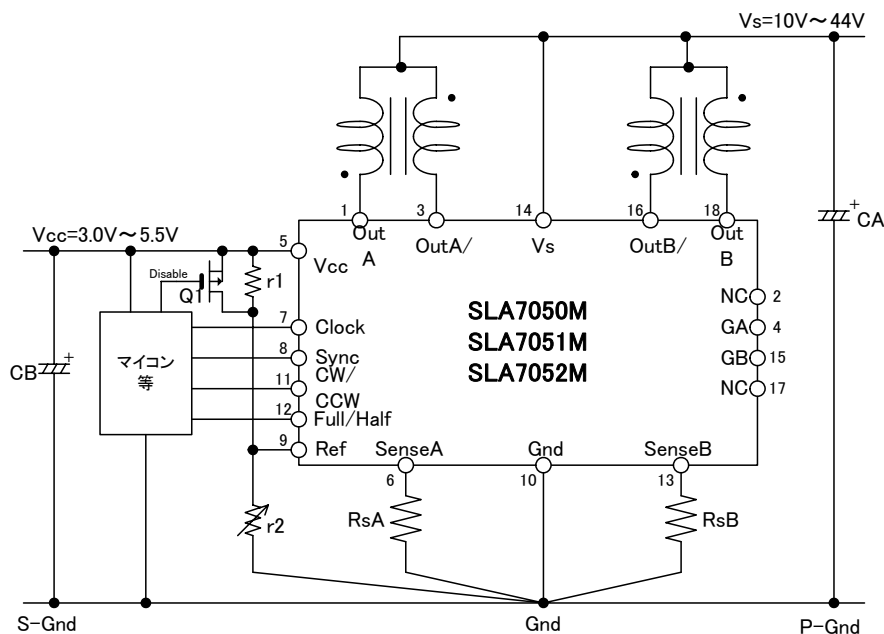 Vs=10V～44V
CA
1
3
14
16
18
Out
A
OutA/
Vs
OutB/
Out
B
Vcc=3.0V～5.5V
5
Vcc
Disable
Q1
r1
SLA7050M
SLA7051M
SLA7052M
NC 2
GA 4
GB 15
NC 17
7
Clock
8
Sync
11
CW/
CCW
12
Full/Half
9
Ref
CB
マイコン
等
SenseA
Gnd
SenseB
6
10
13
RsA
RsB
r2
S-Gnd
Gnd
P-Gnd